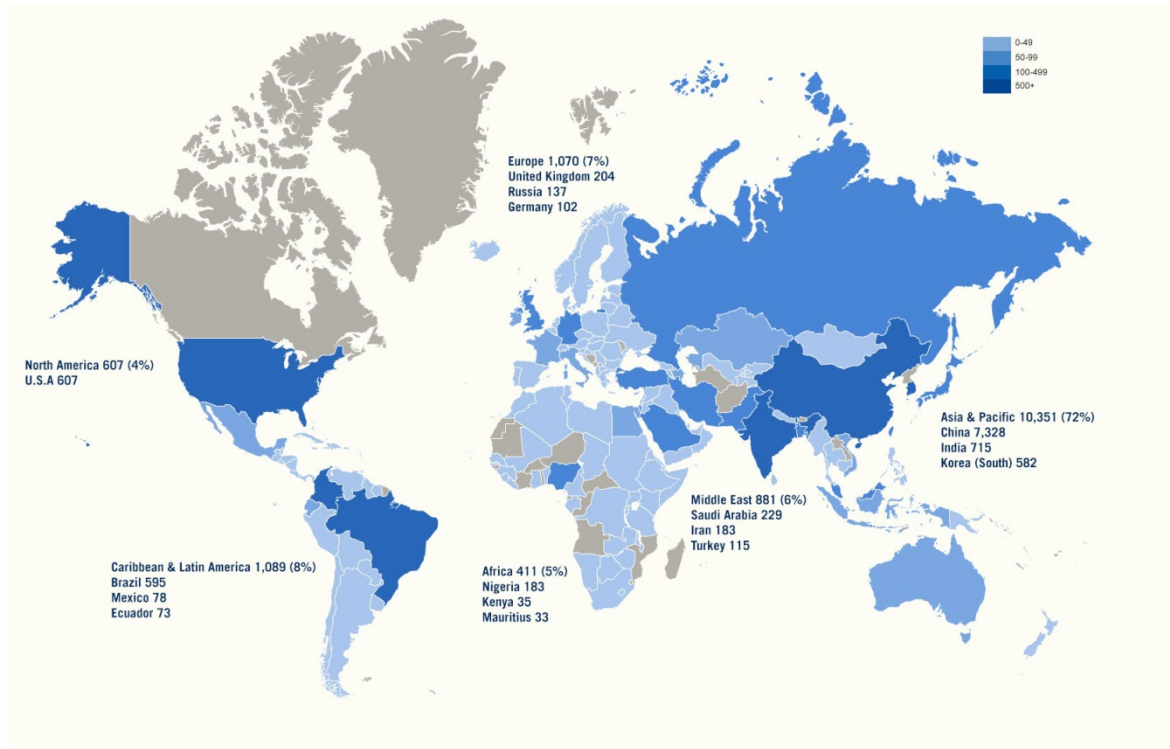 0-49
50-99
100-499
500+
Europe 1,070 (7%)
United Kingdom 204
Russia 137
Germany 102
North America 607 (4%)
U.S.A 607
Asia & Pacific 10,351 (72%)
China 7,328
India 715
Korea (South) 582
Middle East 881 (6%)
Saudi Arabia 229
Iran 183
Turkey 115
Caribbean & Latin America 1,089 (8%)
Brazil 595
Mexico 78
Ecuador 73
Africa 411 (5%)
Nigeria 183
Kenya 35
Mauritius 33